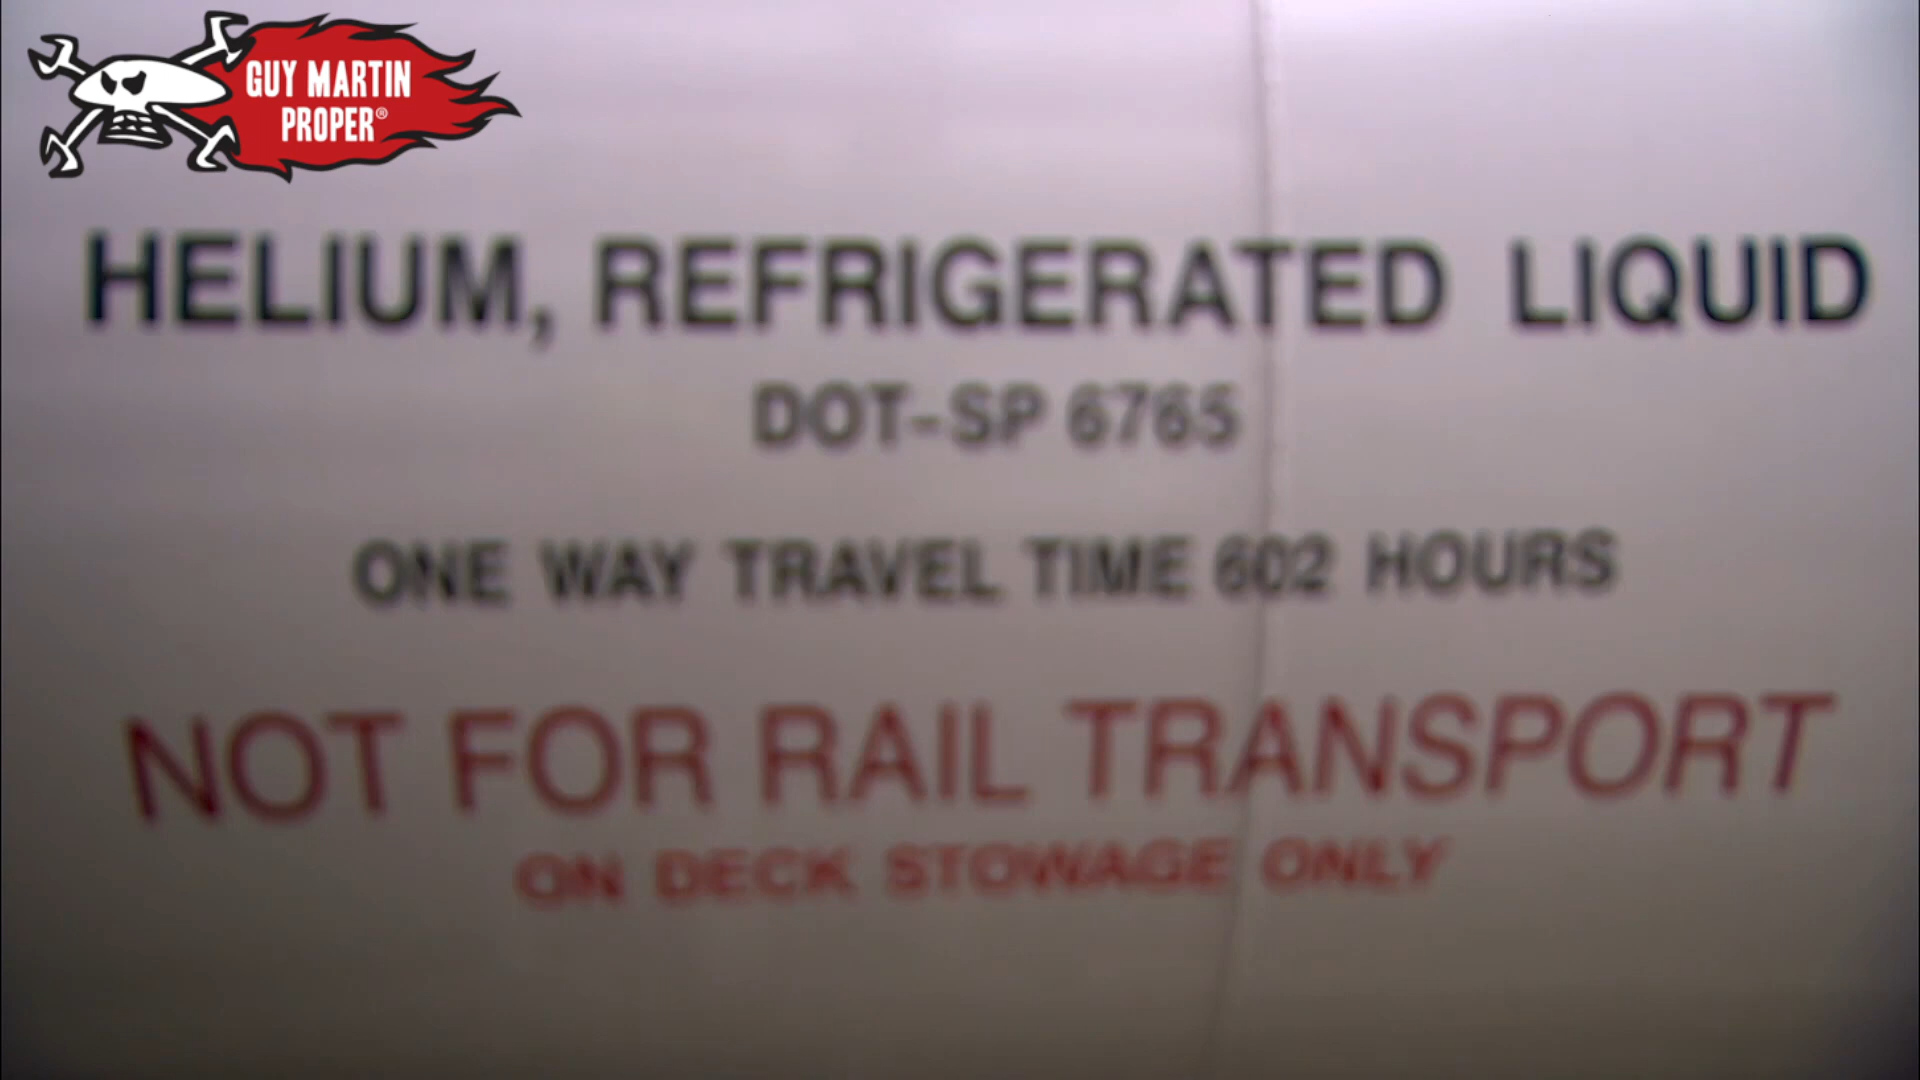 GUY MARTIN
PROPER®
HELIUM, REFRIGERATED LIQUID
DOT-SP 6765
ONE WAY TRAVEL TIME 602 HOURS
NOT FOR RAIL TRANSPORT
ON DECK STOWAGE ONLY